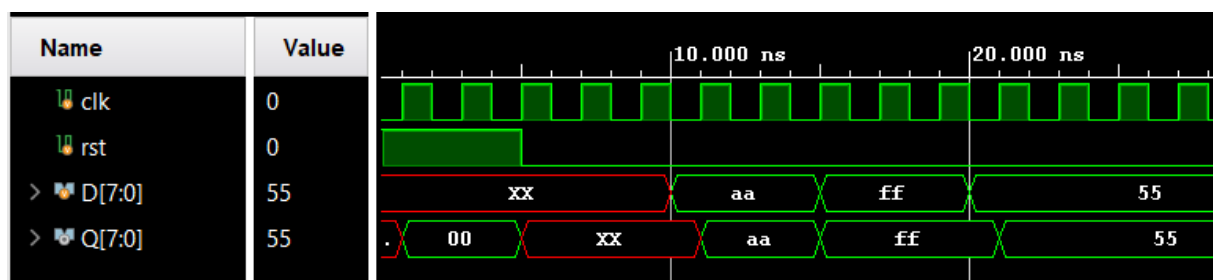 Name Value
10.000 ns 20.000 ns
clk 0
rst 0
D[7:0] 55 XX aa ff 55
Q[7:0] 55 . 00 XX aa ff 55